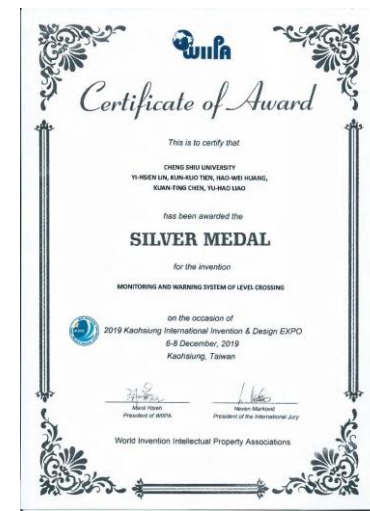 WIIPA
Certificate of Award
This is to certify that
CHENG SHIU UNIVERSITY
YI-HSIEN LIN, KUN-KUO TIEN, HAO-WEI HUANG,
KUAN-TING CHEN, YU-HAO LIAO
has been awarded the
SILVER MEDAL
for the invention
MONITORING AND WARNING SYSTEM OF LEVEL CROSSING
on the occasion of
2019 Kaohsiung International Invention & Design EXPO
6-8 December, 2019
Kaohsiung, Taiwan
Mark Hsieh
President of WIIPA
Neven Marković
President of the International Jury
World Invention Intellectual Property Associations